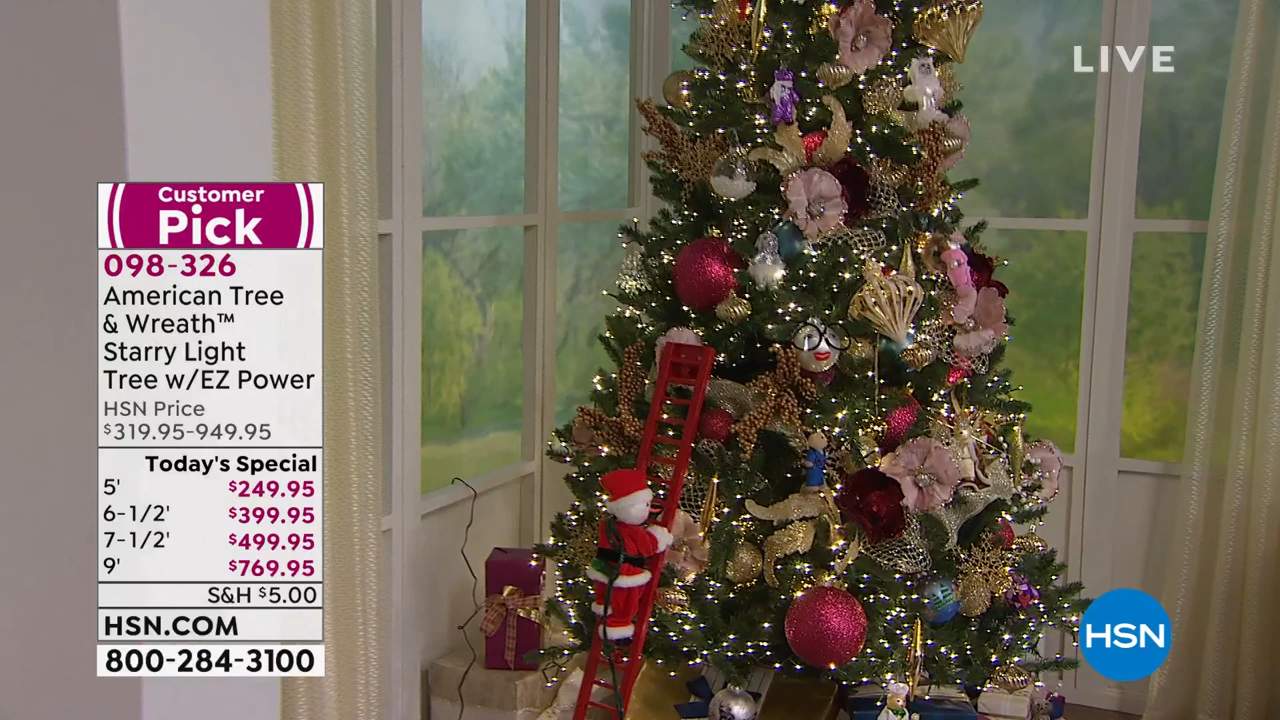 LIVE
Customer
Pick
098-326
American Tree
& Wreath™
Starry Light
Tree w/EZ Power
HSN Price
$319.95-949.95
Today's Special
5' $249.95
6-1/2' $399.95
7-1/2' $499.95
9' $769.95
S&H $5.00
HSN.COM
800-284-3100
HSN